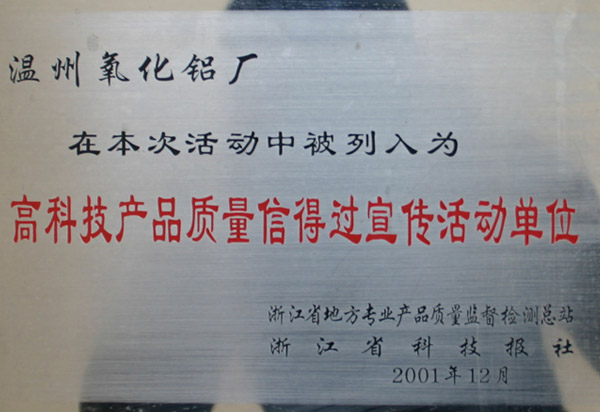 温州氧化铝厂
在本次活动中被列入为
高科技产品质量信得过宣传活动单位
浙江省地方专业产品质量监督检测总站
浙江省科技报社
2001年12月